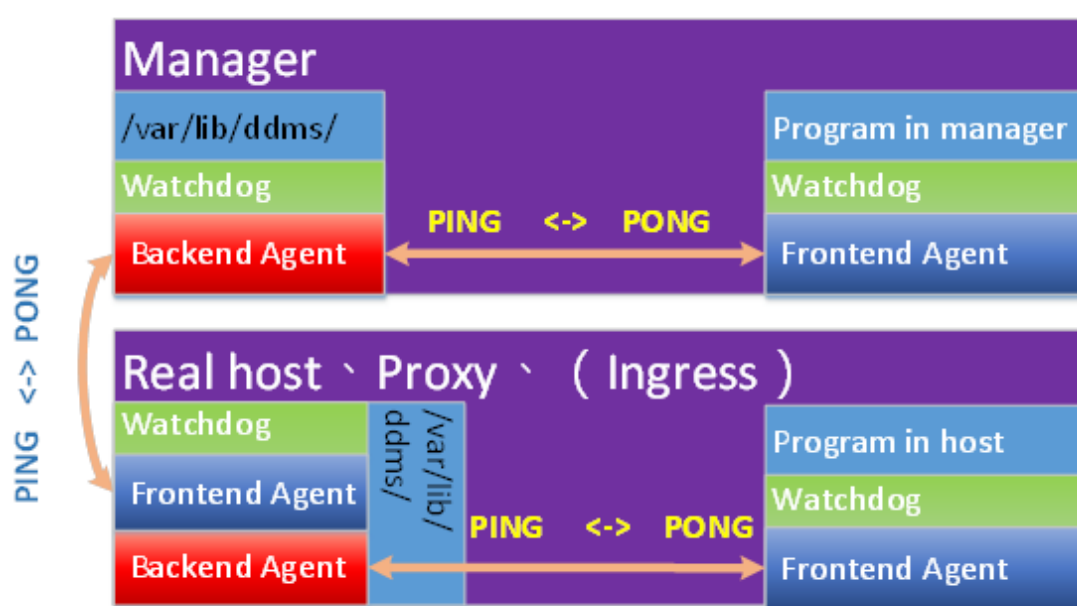 Manager
/var/lib/ddms/
Program in manager
Watchdog
Watchdog
PING <-> PONG
Backend Agent
Frontend Agent
PING <-> PONG
Real host、Proxy、(Ingress)
Watchdog
/var/lib/
ddms/
Program in host
Frontend Agent
Watchdog
PING <-> PONG
Backend Agent
Frontend Agent